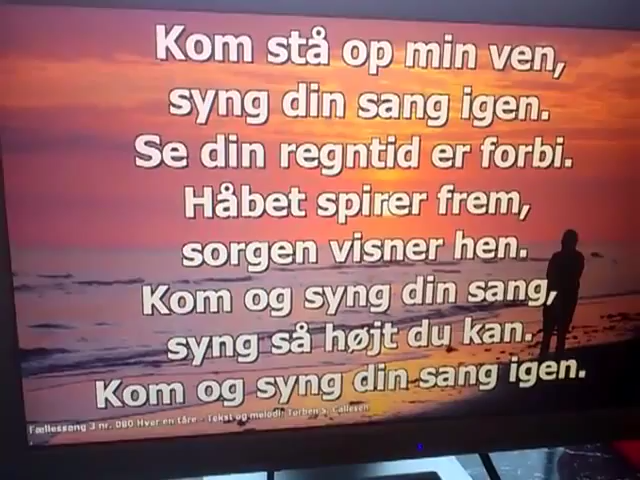 Kom stå op min ven,
syng din sang igen.
Se din regntid er forbi.
Håbet spirer frem,
sorgen visner hen.
Kom og syng din sang,
syng så højt du kan.
Kom og syng din sang igen.
Fællessang 3 nr. 080 Hver en tåre - Tekst og melodi: Torben S. Callesen